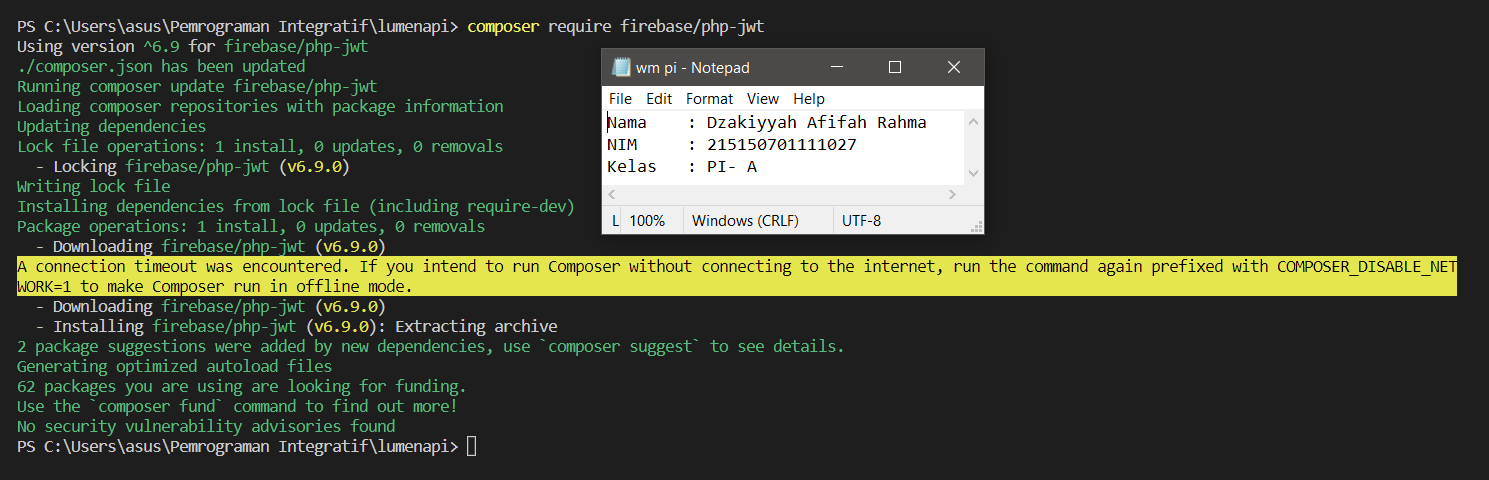 PS C:\Users\asus\Pemrograman Integratif\lumenapi> composer require firebase/php-jwt
Using version ^6.9 for firebase/php-jwt
./composer.json has been updated
Running composer update firebase/php-jwt
Loading composer repositories with package information
Updating dependencies
Lock file operations: 1 install, 0 updates, 0 removals
  - Locking firebase/php-jwt (v6.9.0)
Writing lock file
Installing dependencies from lock file (including require-dev)
Package operations: 1 install, 0 updates, 0 removals
  - Downloading firebase/php-jwt (v6.9.0)
A connection timeout was encountered. If you intend to run Composer without connecting to the internet, run the command again prefixed with COMPOSER_DISABLE_NET
WORK=1 to make Composer run in offline mode.
  - Downloading firebase/php-jwt (v6.9.0)
  - Installing firebase/php-jwt (v6.9.0): Extracting archive
2 package suggestions were added by new dependencies, use `composer suggest` to see details.
Generating optimized autoload files
62 packages you are using are looking for funding.
Use the `composer fund` command to find out more!
No security vulnerability advisories found
PS C:\Users\asus\Pemrograman Integratif\lumenapi>
wm pi - Notepad
File Edit Format View Help
Nama : Dzakiyyah Afifah Rahma
NIM : 215150701111027
Kelas : PI- A
L 100% Windows (CRLF) UTF-8